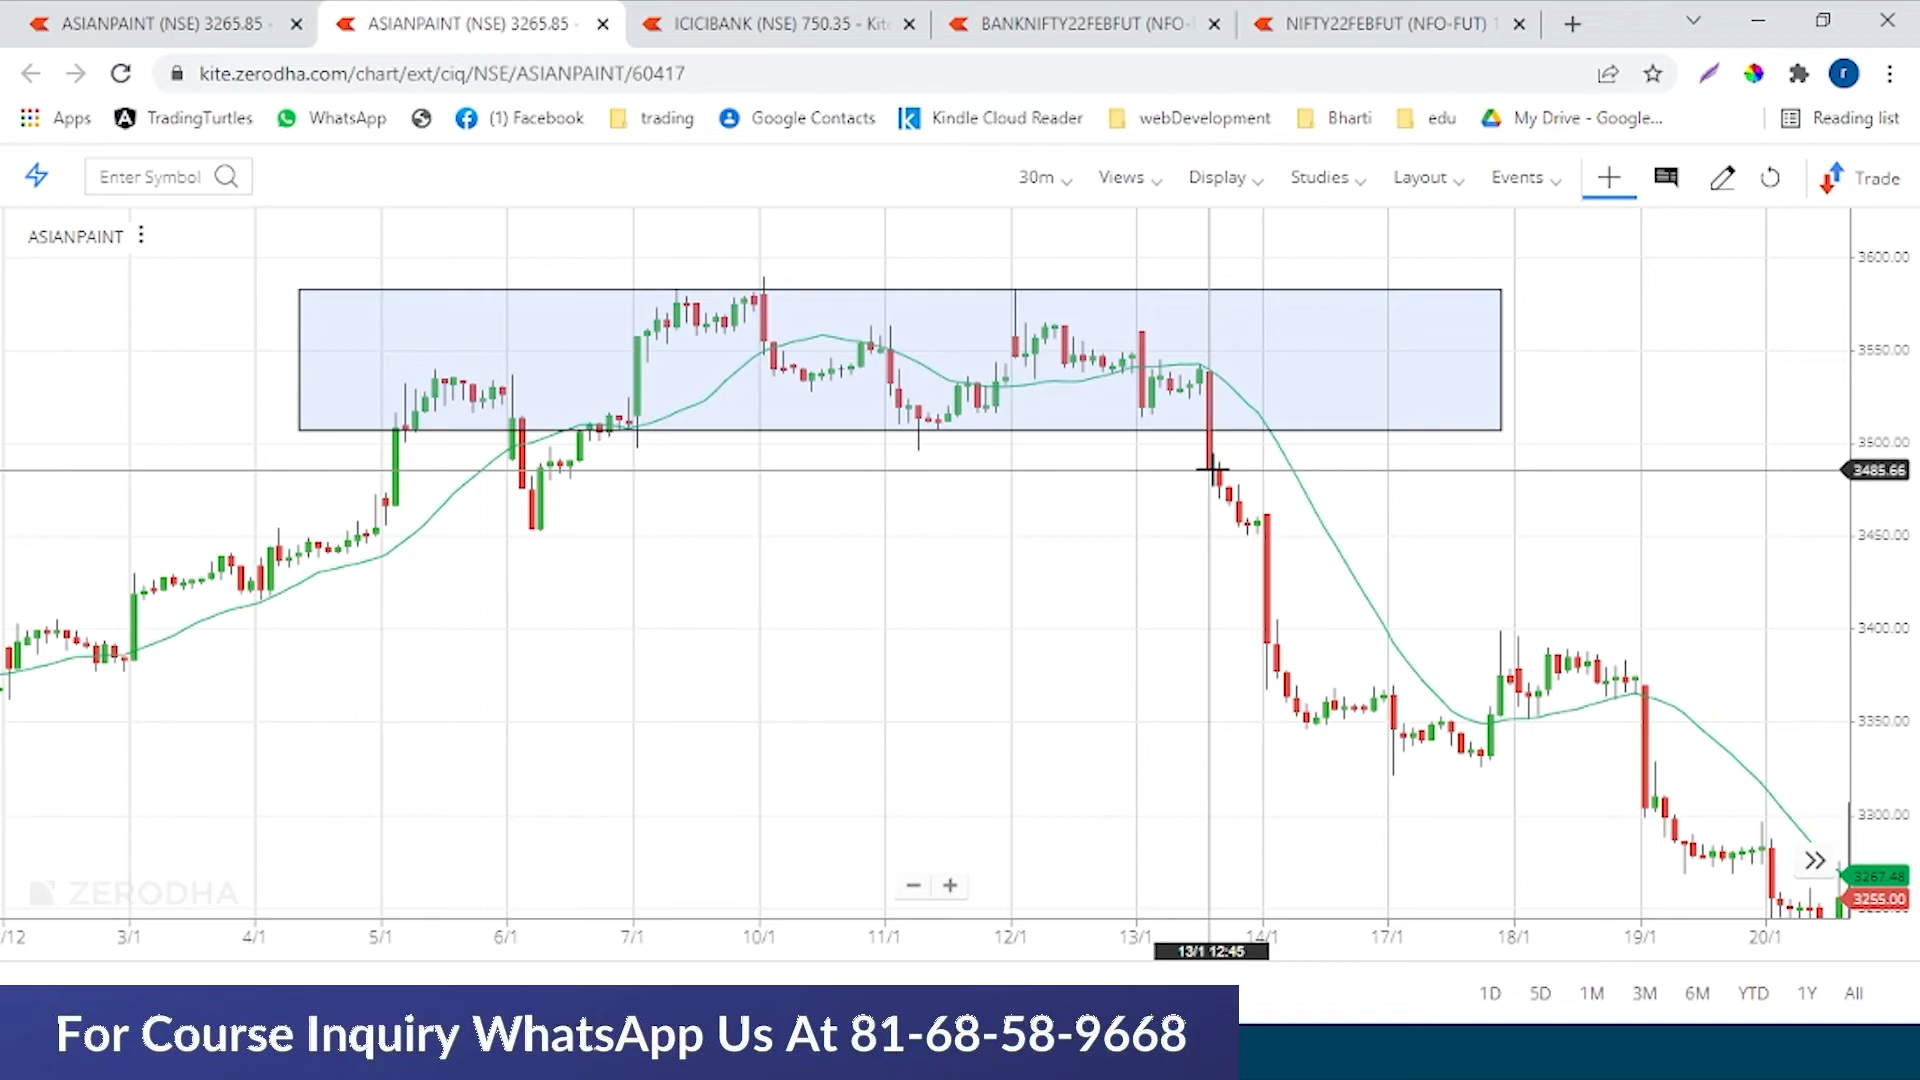 ASIANPAINT (NSE) 3265.85 -
ASIANPAINT (NSE) 3265.85 -
ICICIBANK (NSE) 750.35 - Kite
BANKNIFTY22FEBFUT (NFO-
NIFTY22FEBFUT (NFO-FUT) 1
kite.zerodha.com/chart/ext/ciq/NSE/ASIANPAINT/60417
r
Apps
TradingTurtles
WhatsApp
(1) Facebook
trading
Google Contacts
Kindle Cloud Reader
webDevelopment
Bharti
edu
My Drive - Google...
Reading list
Enter Symbol
30m
Views
Display
Studies
Layout
Events
Trade
ASIANPAINT
3600.00
3550.00
3500.00
3485.66
3450.00
3400.00
3350.00
3300.00
3267.48
3255.00
ZERODHA
/12
3/1
4/1
5/1
6/1
7/1
10/1
11/1
12/1
13/1
14/1
17/1
18/1
19/1
20/1
13/1 12:45
1D
5D
1M
3M
6M
YTD
1Y
All
For Course Inquiry WhatsApp Us At 81-68-58-9668